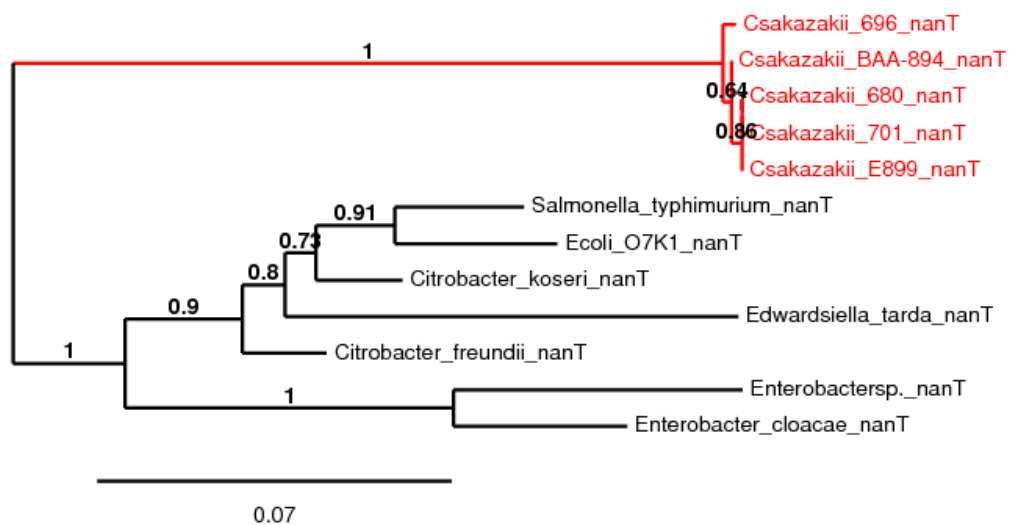 Csakazakii_696_nanT
1
Csakazakii_BAA-894_nanT
0.64
Csakazakii_680_nanT
0.86
Csakazakii_701_nanT
Csakazakii_E899_nanT
Salmonella_typhimurium_nanT
0.91
Ecoli_O7K1_nanT
0.73
Citrobacter_koseri_nanT
0.8
Edwardsiella_tarda_nanT
0.9
Citrobacter_freundii_nanT
1
Enterobactersp._nanT
1
Enterobacter_cloacae_nanT
0.07